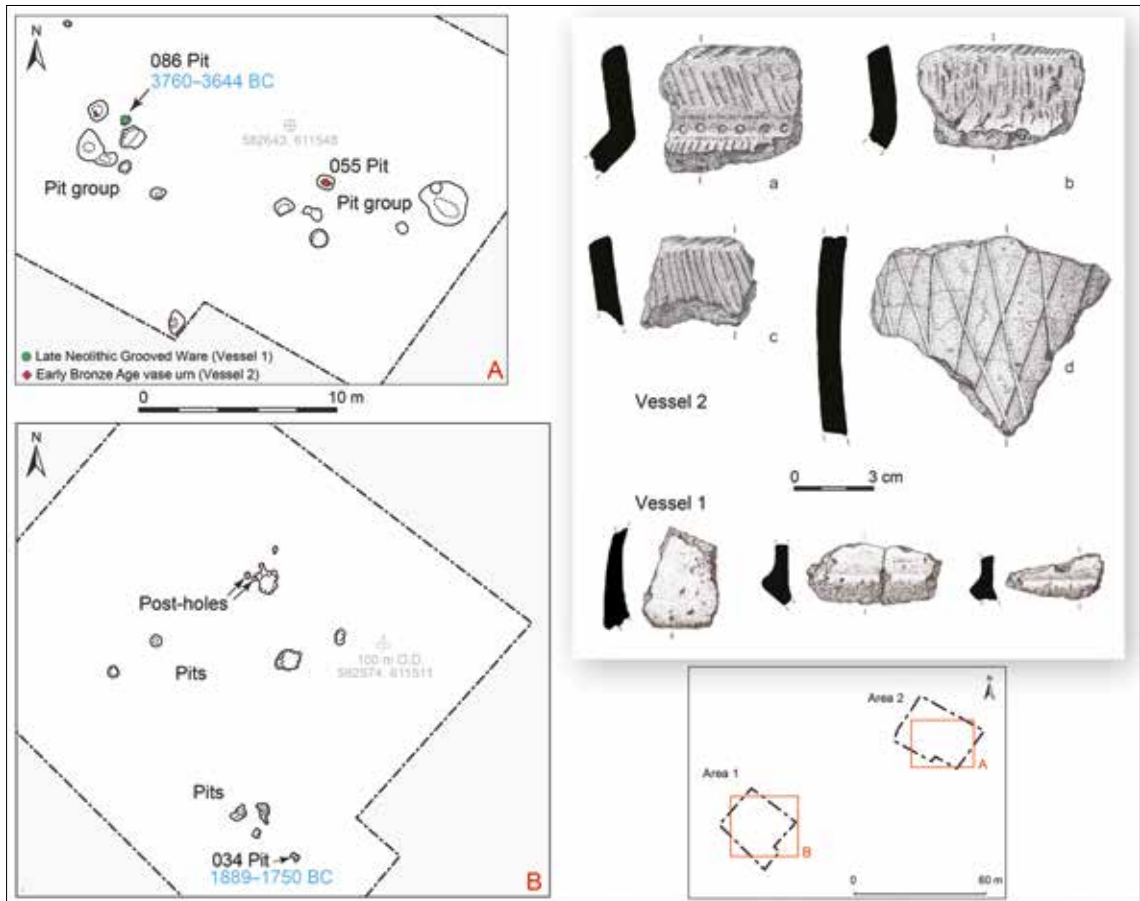 N
086 Pit
3760–3644 BC
582643, 611548
055 Pit
Pit group
Pit group
Late Neolithic Grooved Ware (Vessel 1)
Early Bronze Age vase urn (Vessel 2)
A
0 10 m
N
Post-holes
100 m O.D.
582574, 611511
Pits
Pits
034 Pit
1889–1750 BC
B
a
b
c
d
Vessel 2
0 3 cm
Vessel 1
N
Area 2
A
Area 1
B
0 60 m